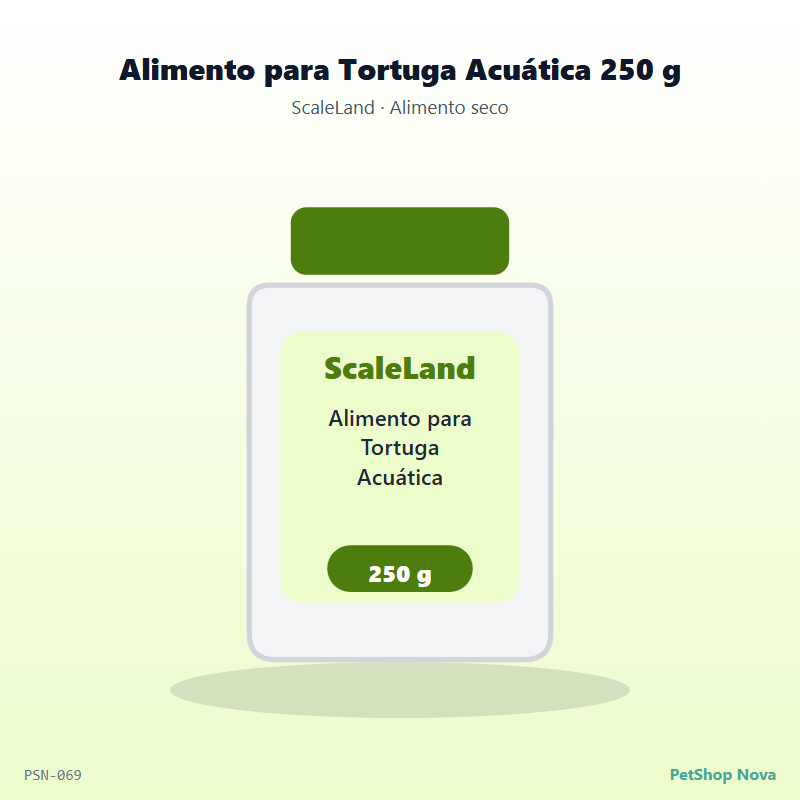 Alimento para Tortuga Acuática 250 g
ScaleLand · Alimento seco
ScaleLand
Alimento para
Tortuga
Acuática
250 g
PSN-069
PetShop Nova